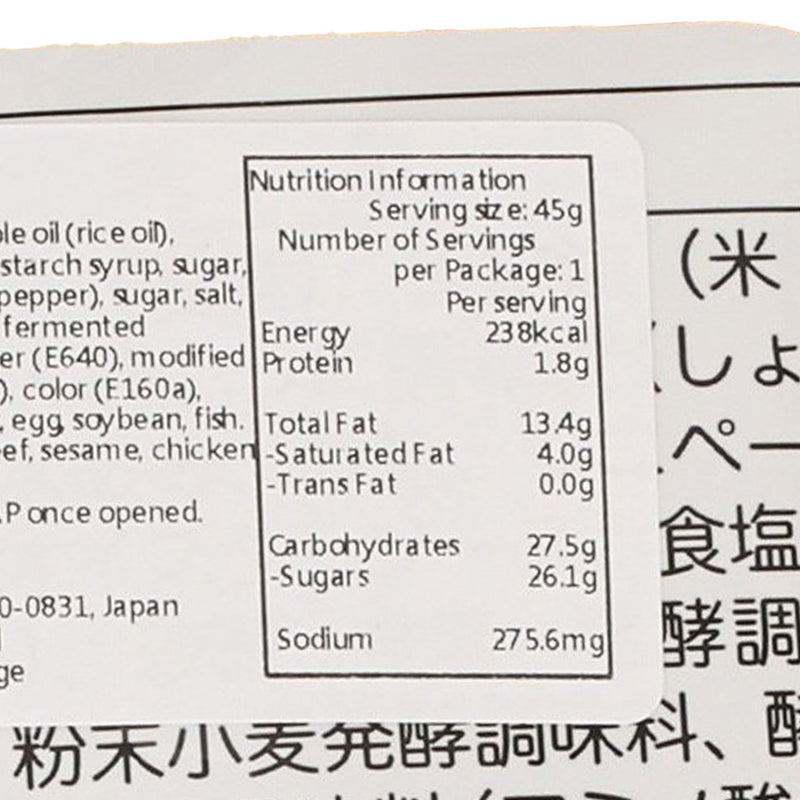 Nutrition Information
Serving size: 45g
Number of Servings
per Package: 1
Per serving
Energy 238kcal
Protein 1.8g
Total Fat 13.4g
-Saturated Fat 4.0g
-Trans Fat 0.0g
Carbohydrates 27.5g
-Sugars 26.1g
Sodium 275.6mg
oil (rice oil),
starch syrup, sugar,
pepper), sugar, salt,
fermented
(E640), modified
), color (E160a),
, egg, soybean, fish.
sesame, chicken
once opened.
0-0831, Japan
(米
しょ
ペー
食塩
酵調
粉末小麦発酵調味料、酵